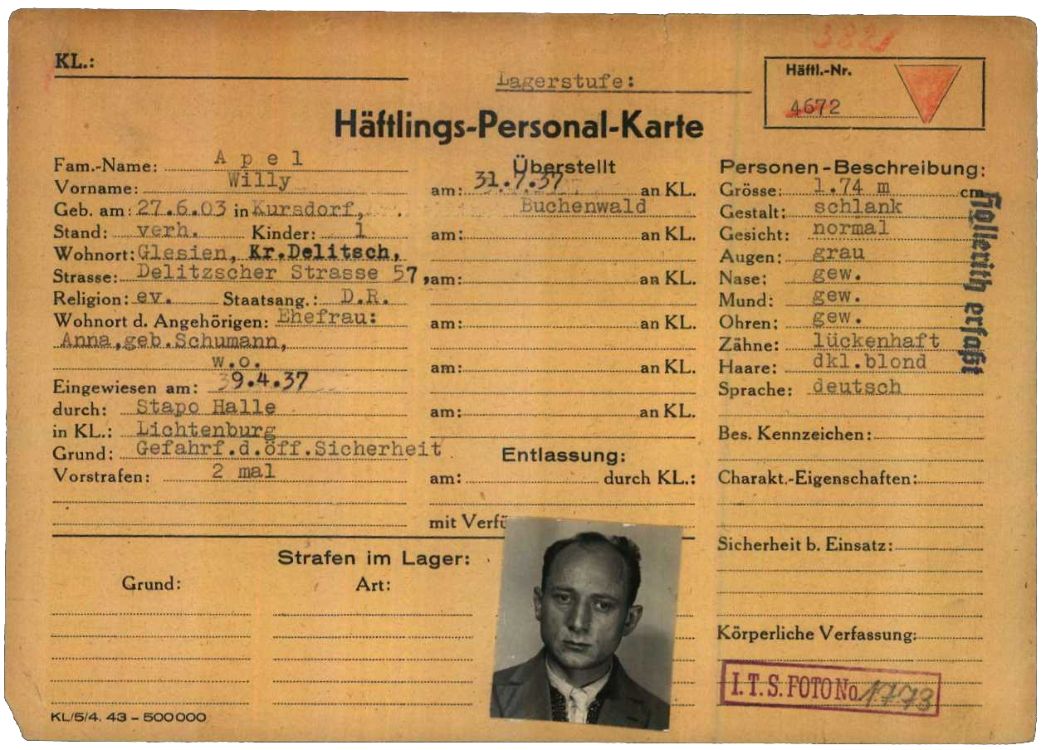 3821
KL.:
Lagerstufe:
Häftl.-Nr.
4672
Häftlings-Personal-Karte
Fam.-Name: Apel
Vorname: Willy
Geb. am: 27.6.03 in Kursdorf,
Stand: verh. Kinder: 1
Wohnort: Glesien, Kr.Delitsch,
Strasse: Delitzscher Strasse 57,
Religion: ev. Staatsang.: D.R.
Wohnort d. Angehörigen: Ehefrau:
Anna, geb.Schumann,
w.o.
Eingewiesen am: 9.4.37
durch: Stapo Halle
in KL.: Lichtenburg
Grund: Gefahrf.d.öff.Sicherheit
Vorstrafen: 2 mal
Überstellt
am: 31.7.37 an KL.
Buchenwald
am: an KL.
am: an KL.
am: an KL.
am: an KL.
am: an KL.
Entlassung:
am: durch KL.:
mit Verfü
Personen-Beschreibung:
Grösse: 1.74 m cm
Gestalt: schlank
Gesicht: normal
Augen: grau
Nase: gew.
Mund: gew.
Ohren: gew.
Zähne: lückenhaft
Haare: dkl.blond
Sprache: deutsch
Hollerith erfaßt
Bes. Kennzeichen:
Charakt.-Eigenschaften:
Sicherheit b. Einsatz:
Körperliche Verfassung:
Strafen im Lager:
Grund: Art:
I.T.S. FOTO No 1773
KL/5/4. 43 – 500000